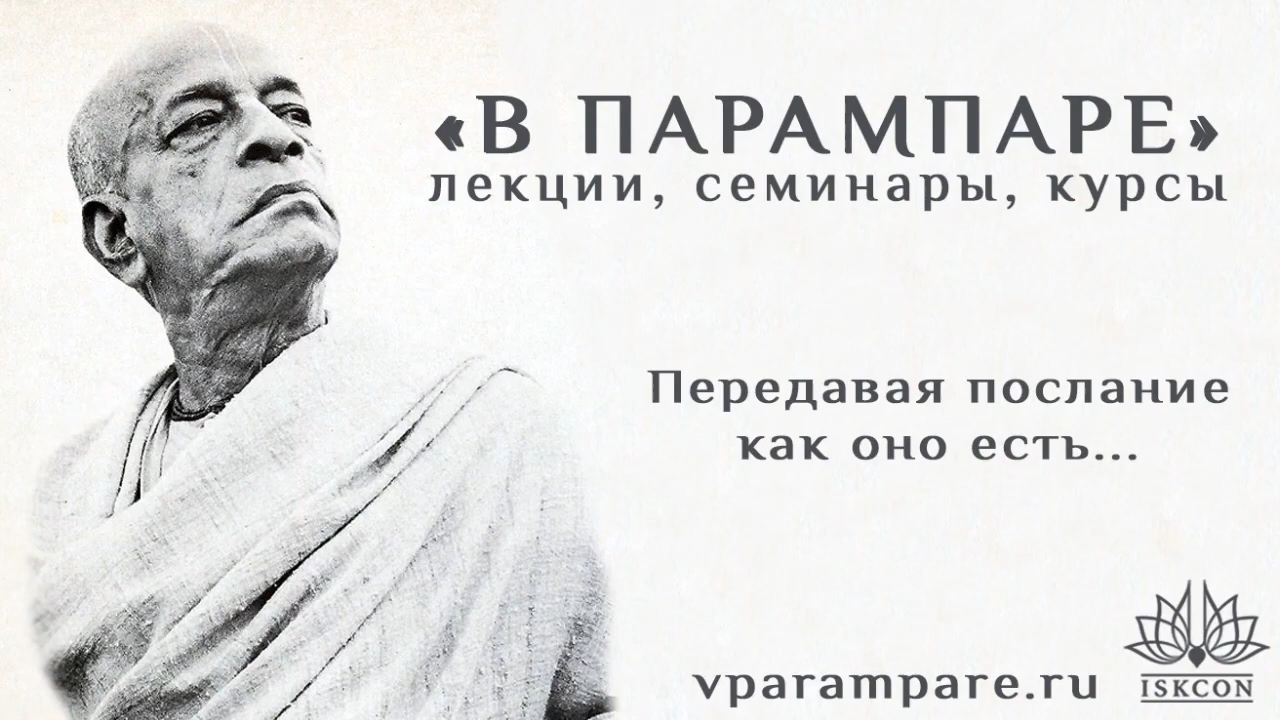 «В ПАРАМПАРЕ»
лекции, семинары, курсы
Передавая послание
как оно есть...
vparampare.ru
ISKCON